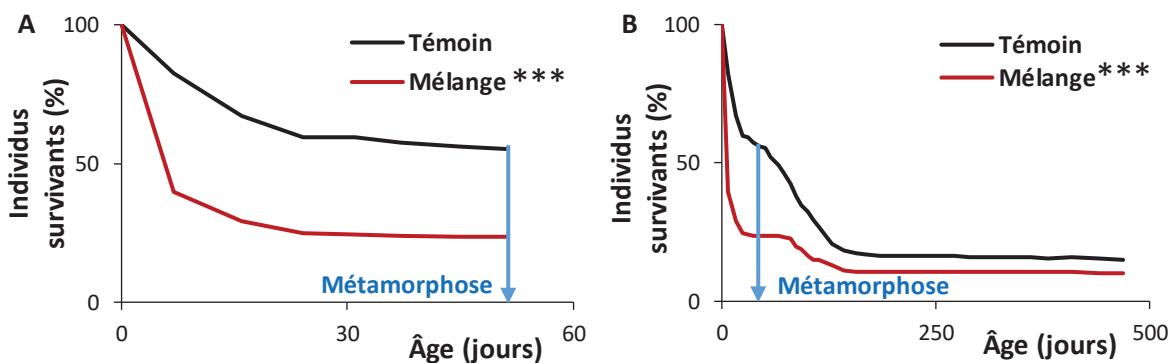 A
100
50
0
Individus
survivants (%)
Témoin
Mélange ***
Métamorphose
0
30
60
Âge (jours)
B
100
50
0
Individus
survivants (%)
Témoin
Mélange***
Métamorphose
0
250
500
Âge (jours)